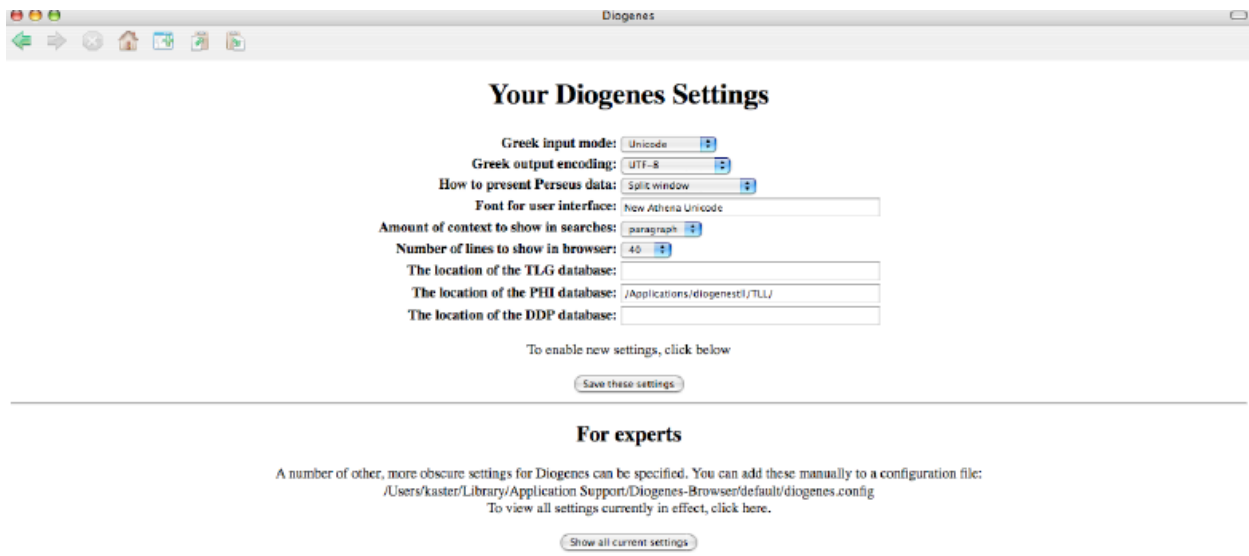 Diogenes
Your Diogenes Settings
Greek input mode: Unicode
Greek output encoding: UTF-8
How to present Perseus data: Split window
Font for user interface: New Athena Unicode
Amount of context to show in searches: paragraph
Number of lines to show in browser: 40
The location of the TLG database:
The location of the PHI database: /Applications/diogenestll/TLL/
The location of the DDP database:
To enable new settings, click below
Save these settings
For experts
A number of other, more obscure settings for Diogenes can be specified. You can add these manually to a configuration file:
/Users/kaster/Library/Application Support/Diogenes-Browser/default/diogenes.config
To view all settings currently in effect, click here.
Show all current settings